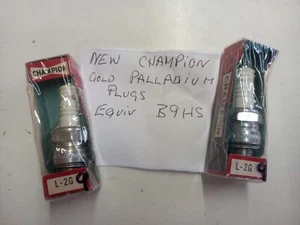 NEW CHAMPION
GOLD PALLADIUM
PLUGS
EQUIV B9HS
CHAMPION
L-2G
L-2G